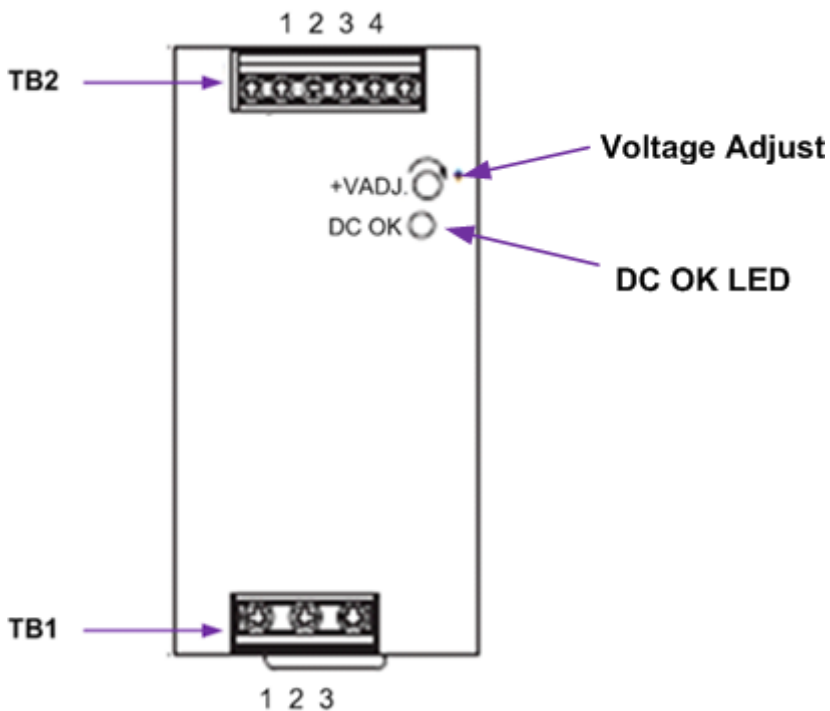 1 2 3 4
TB2
Voltage Adjust
+VADJ.
DC OK
DC OK LED
TB1
1 2 3